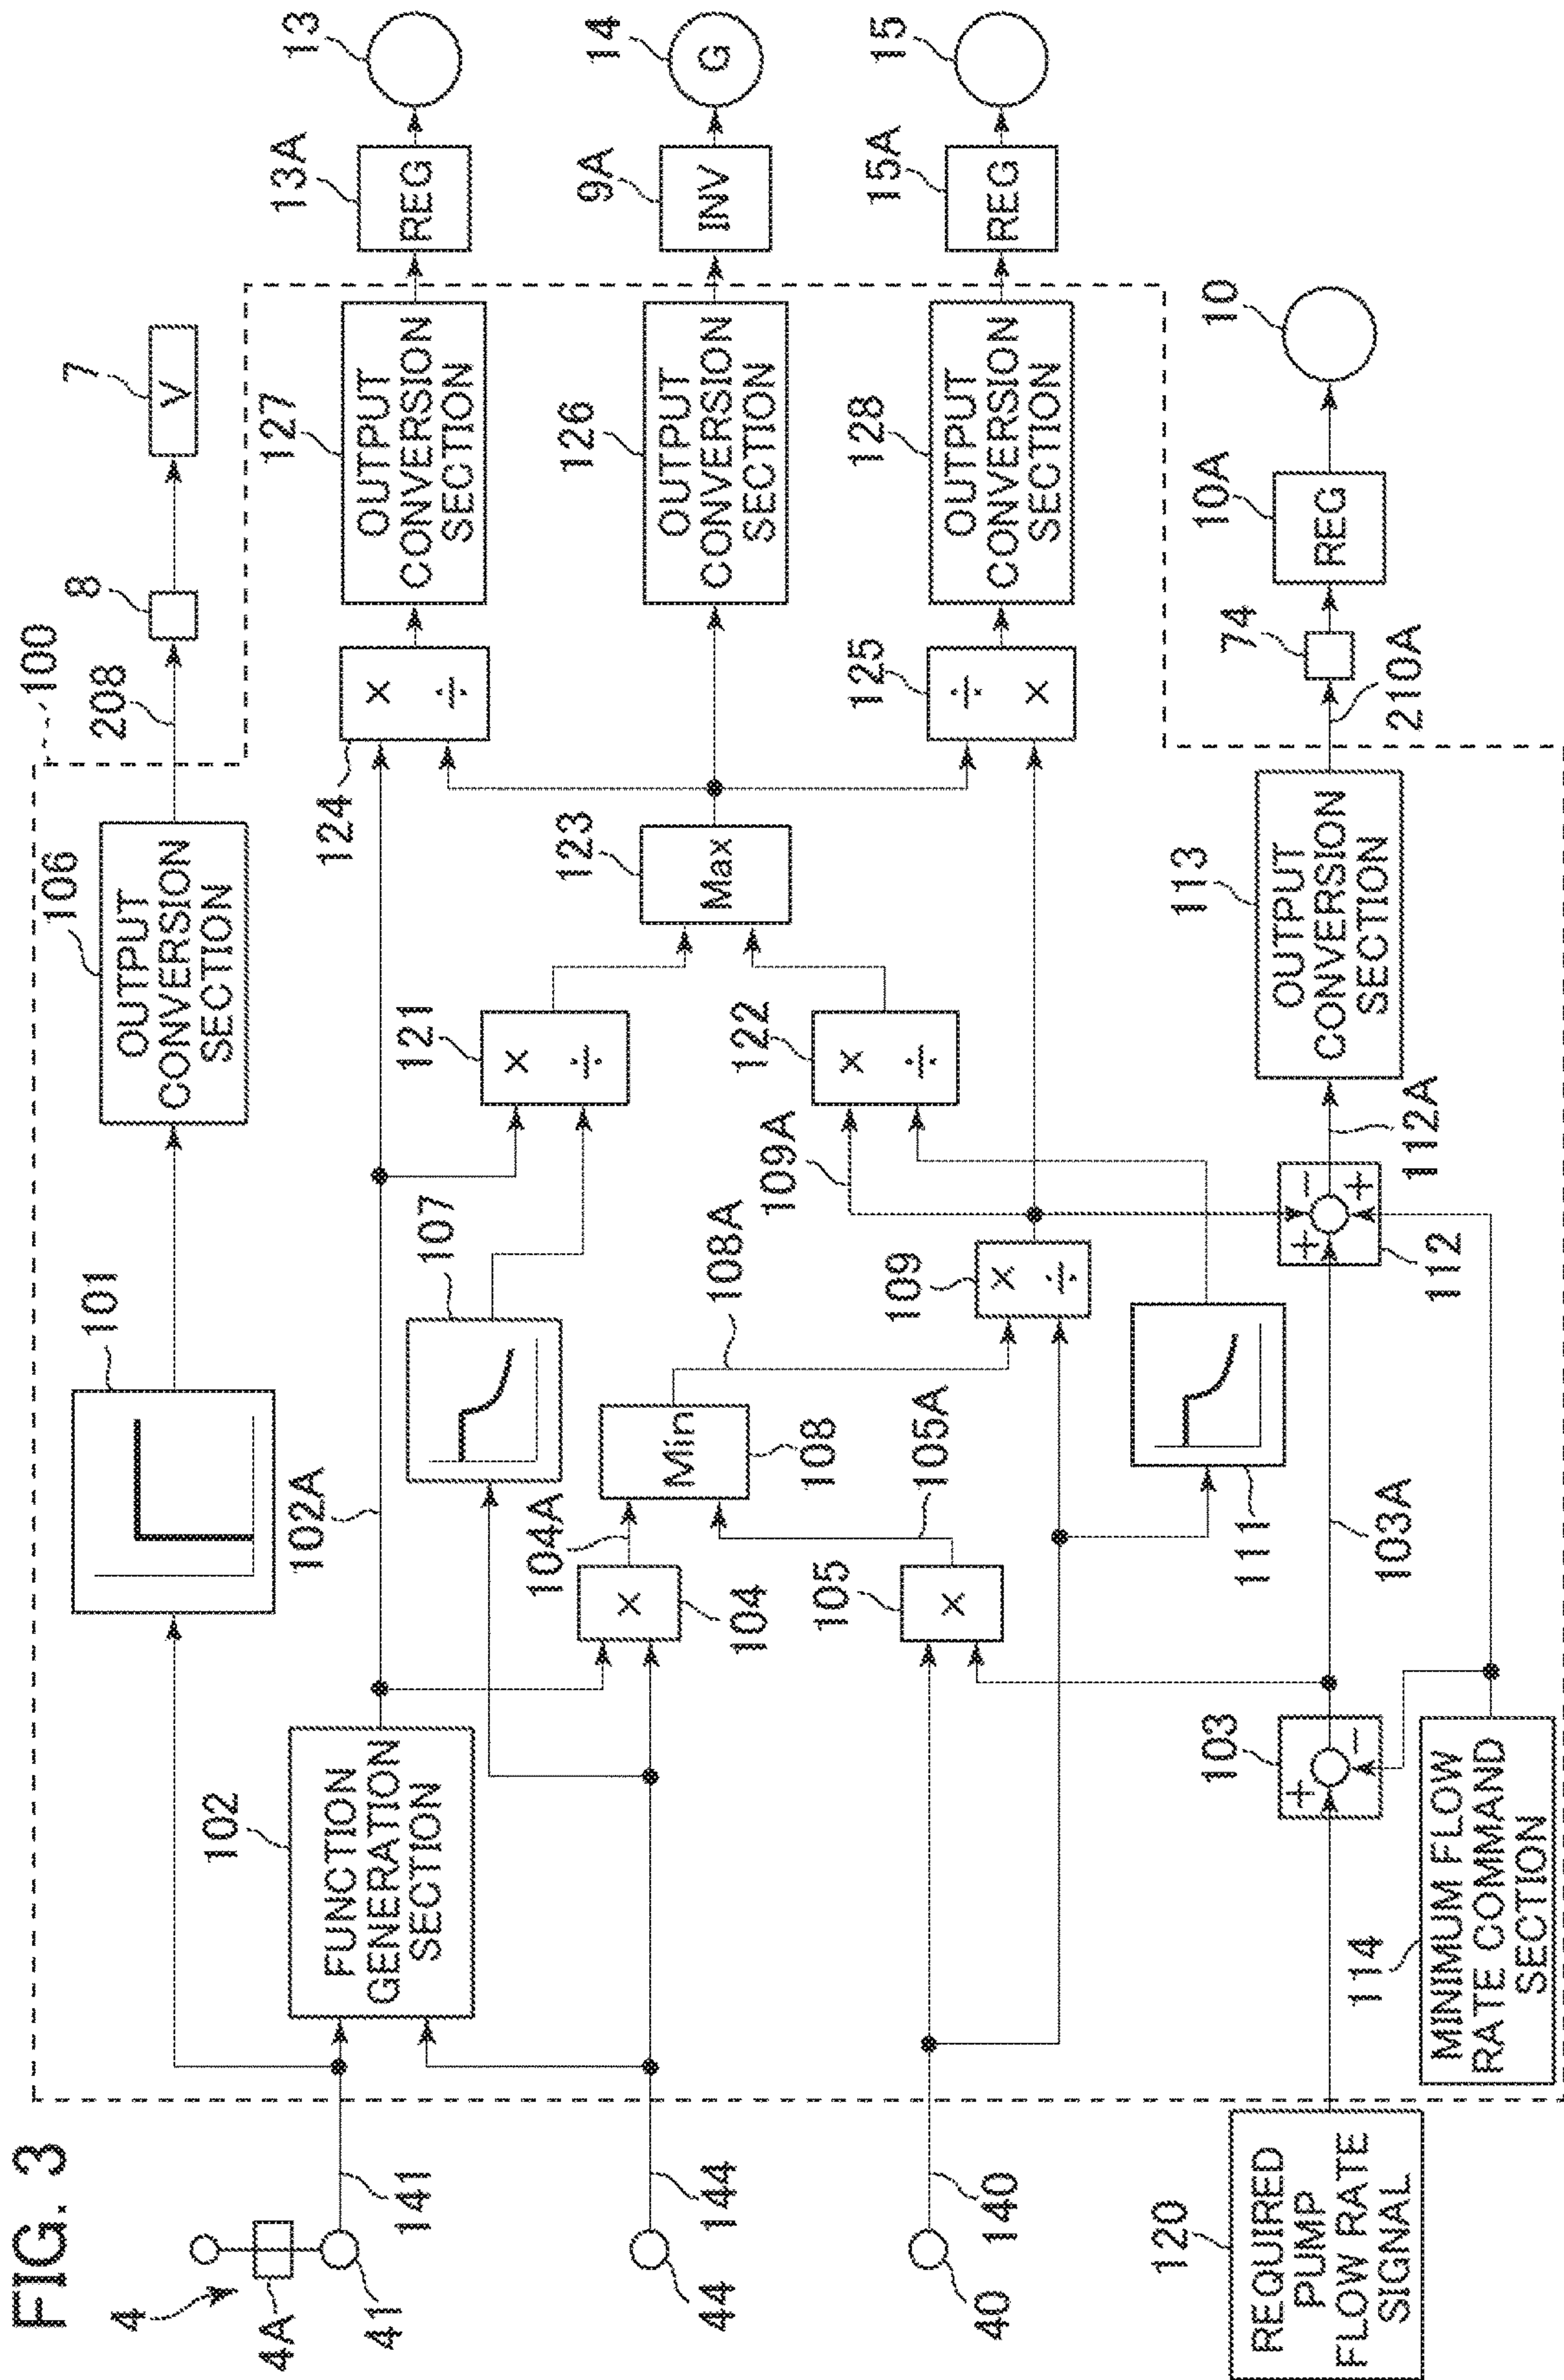 FIG. 3
4
4A
41
141
44
144
40
140
120
REQUIRED
PUMP
FLOW RATE
SIGNAL
100
101
106
OUTPUT
CONVERSION
SECTION
208
8
7
V
102
FUNCTION
GENERATION
SECTION
102A
107
121
×
÷
124
×
÷
127
OUTPUT
CONVERSION
SECTION
13A
REG
13
104
×
104A
108
Min
108A
105
×
105A
109
×
÷
109A
122
×
÷
123
Max
126
OUTPUT
CONVERSION
SECTION
9A
INV
14
G
111
125
÷
×
128
OUTPUT
CONVERSION
SECTION
15A
REG
15
103
+
−
103A
112
+
−
+
112A
113
OUTPUT
CONVERSION
SECTION
210A
74
10A
REG
10
114
MINIMUM FLOW
RATE COMMAND
SECTION